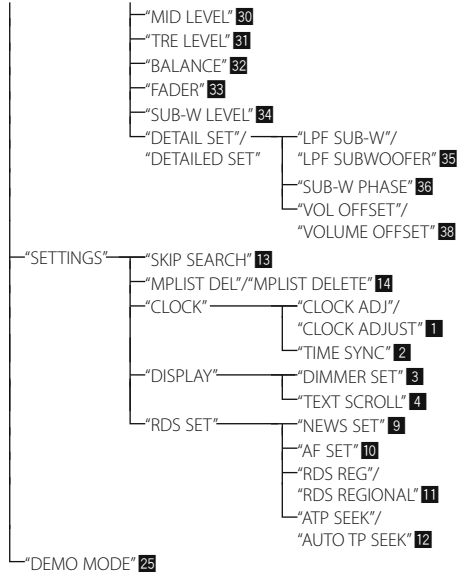 “MID LEVEL” 30
“TRE LEVEL” 31
“BALANCE” 32
“FADER” 33
“SUB-W LEVEL” 34
“DETAIL SET”/
“DETAILED SET”
“LPF SUB-W”/
“LPF SUBWOOFER” 35
“SUB-W PHASE” 36
“VOL OFFSET”/
“VOLUME OFFSET” 38
“SETTINGS”
“SKIP SEARCH” 13
“MPLIST DEL”/“MPLIST DELETE” 14
“CLOCK”
“CLOCK ADJ”/
“CLOCK ADJUST” 1
“TIME SYNC” 2
“DISPLAY”
“DIMMER SET” 3
“TEXT SCROLL” 4
“RDS SET”
“NEWS SET” 9
“AF SET” 10
“RDS REG”/
“RDS REGIONAL” 11
“ATP SEEK”/
“AUTO TP SEEK” 12
“DEMO MODE” 25